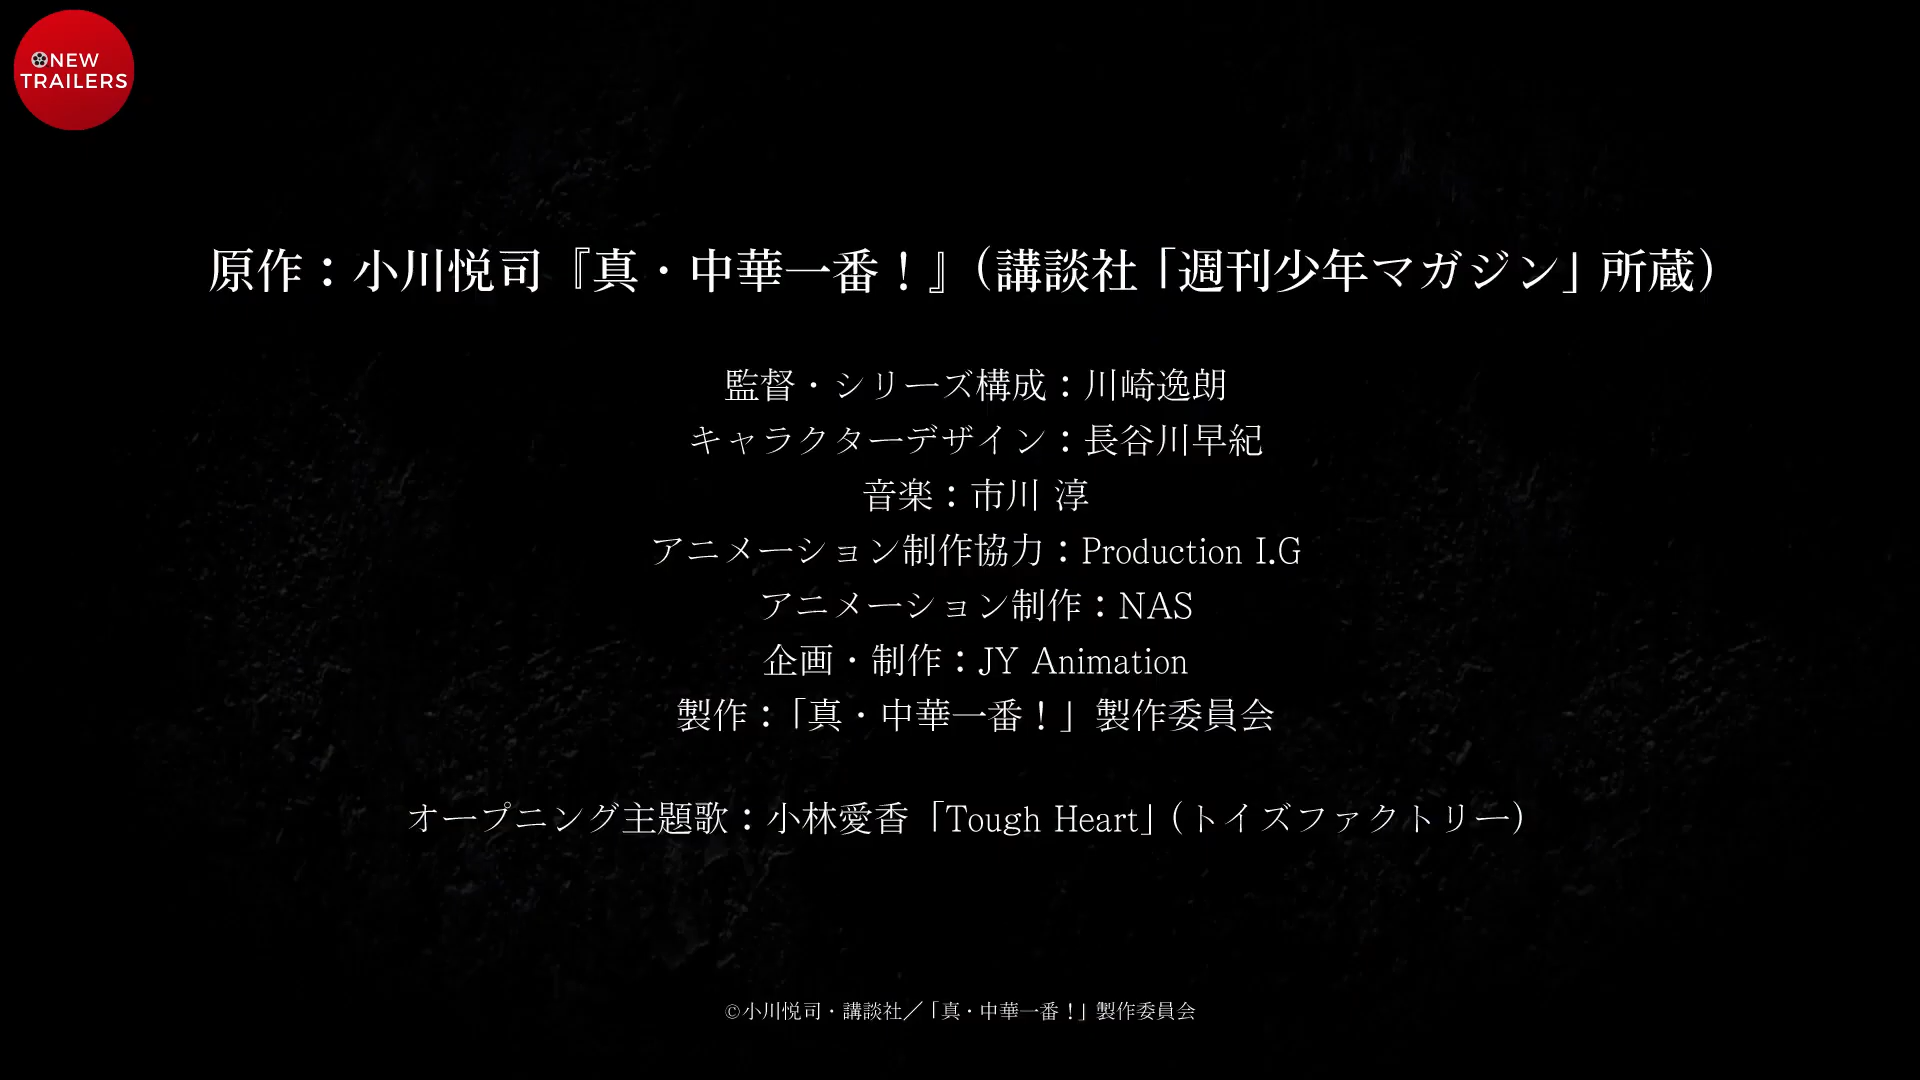 NEW
TRAILERS
原作：小川悦司『真・中華一番！』（講談社「週刊少年マガジン」所蔵）
監督・シリーズ構成：川崎逸朗
キャラクターデザイン：長谷川早紀
音楽：市川 淳
アニメーション制作協力：Production I.G
アニメーション制作：NAS
企画・制作：JY Animation
製作：「真・中華一番！」製作委員会
オープニング主題歌：小林愛香「Tough Heart」（トイズファクトリー）
©小川悦司・講談社／「真・中華一番！」製作委員会